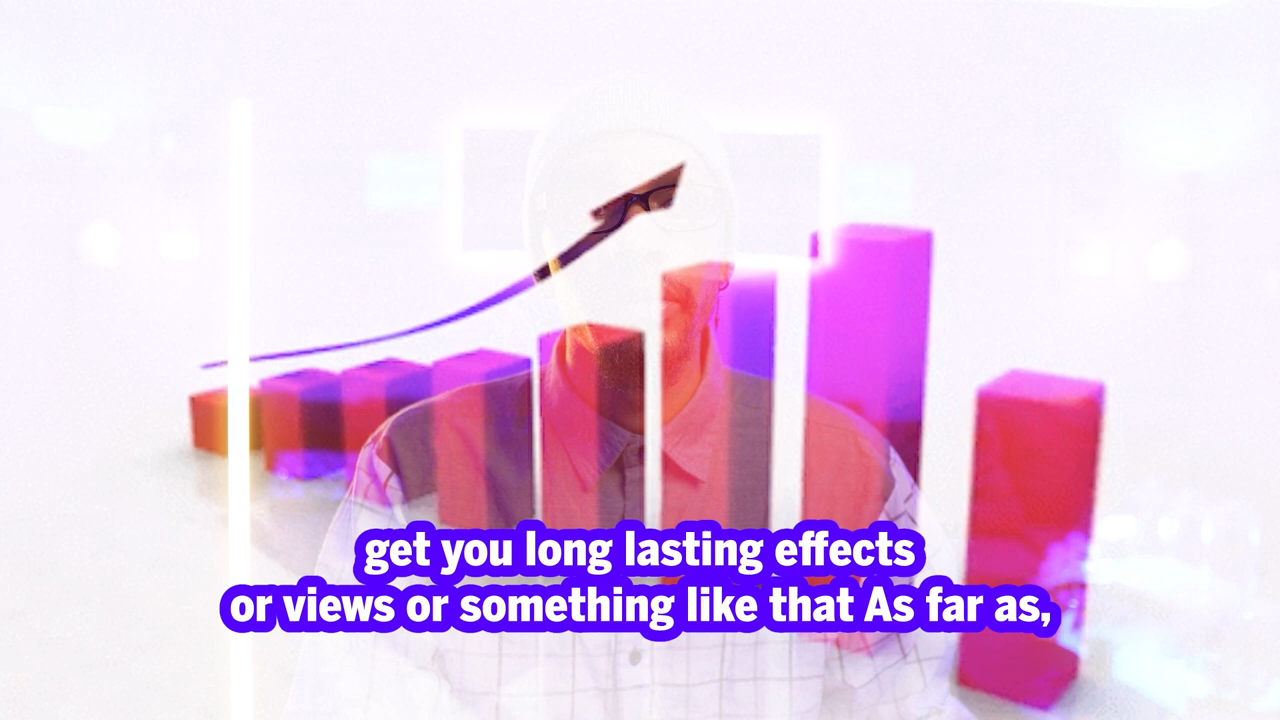 get you long lasting effects
or views or something like that As far as,